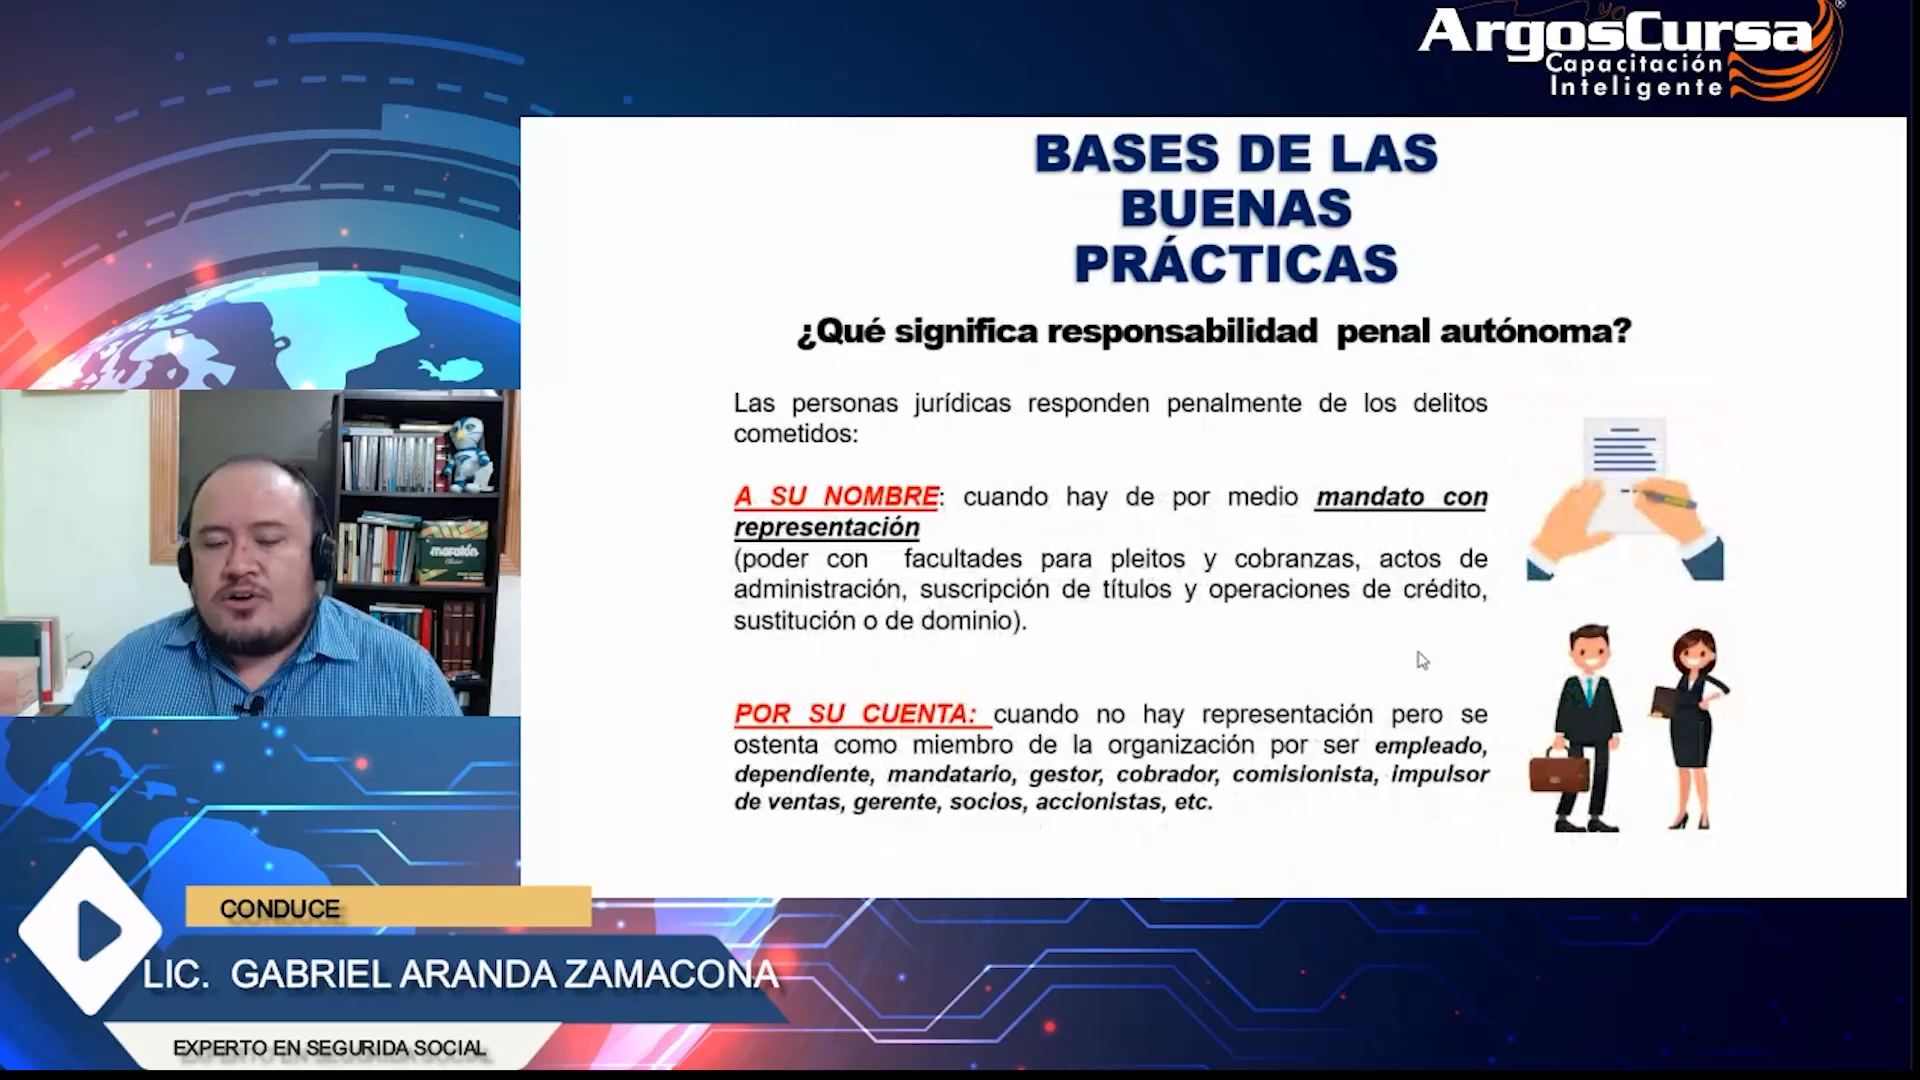 ArgosCursa
Capacitación
Inteligente
BASES DE LAS
BUENAS
PRÁCTICAS
¿Qué significa responsabilidad penal autónoma?
Las personas jurídicas responden penalmente de los delitos
cometidos:
A SU NOMBRE: cuando hay de por medio mandato con
representación
(poder con facultades para pleitos y cobranzas, actos de
administración, suscripción de títulos y operaciones de crédito,
sustitución o de dominio).
POR SU CUENTA: cuando no hay representación pero se
ostenta como miembro de la organización por ser empleado,
dependiente, mandatario, gestor, cobrador, comisionista, impulsor
de ventas, gerente, socios, accionistas, etc.
maratón
CONDUCE
LIC. GABRIEL ARANDA ZAMACONA
EXPERTO EN SEGURIDA SOCIAL